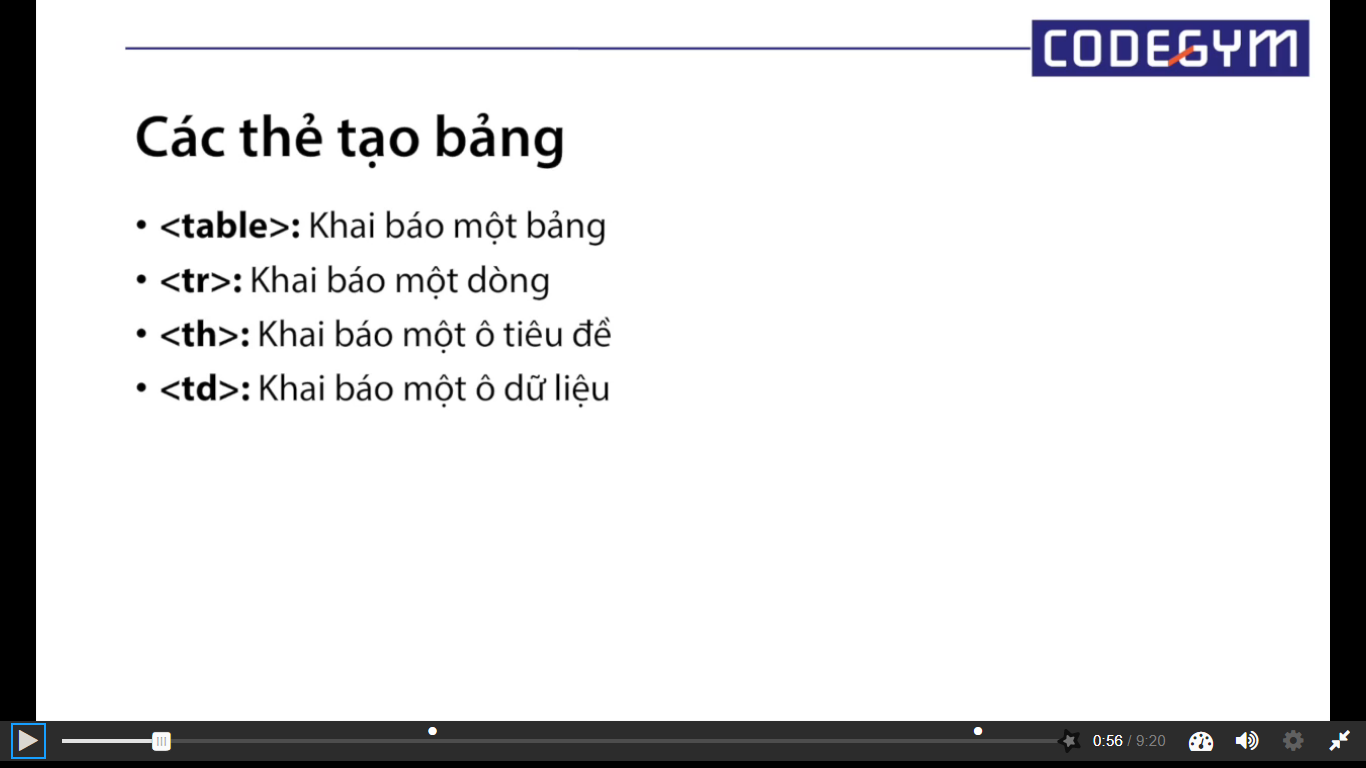 CODEGYM
Các thẻ tạo bảng
• <table>: Khai báo một bảng
• <tr>: Khai báo một dòng
• <th>: Khai báo một ô tiêu đề
• <td>: Khai báo một ô dữ liệu
0:56 / 9:20